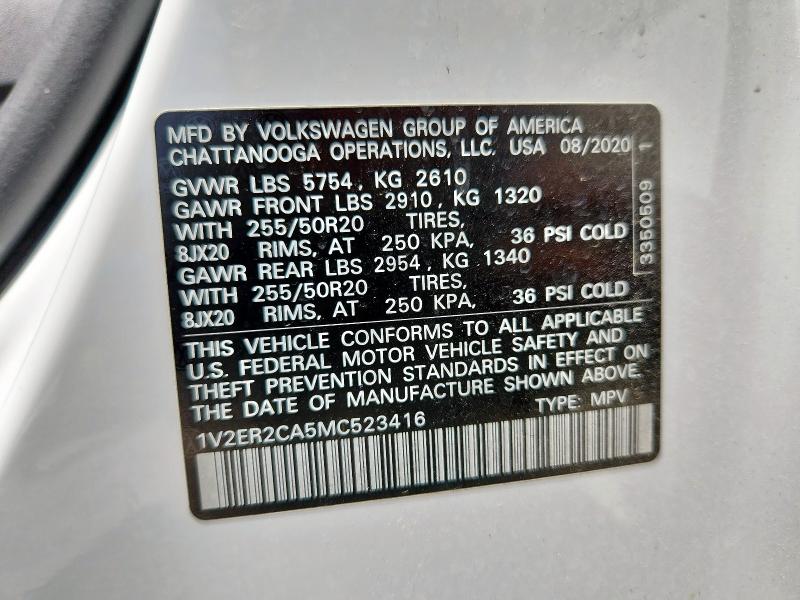 MFD BY VOLKSWAGEN GROUP OF AMERICA
CHATTANOOGA OPERATIONS, LLC, USA 08/2020
GVWR LBS 5754, KG 2610
GAWR FRONT LBS 2910, KG 1320
WITH 255/50R20 TIRES,
8JX20 RIMS, AT 250 KPA, 36 PSI COLD
GAWR REAR LBS 2954, KG 1340
WITH 255/50R20 TIRES,
8JX20 RIMS, AT 250 KPA, 36 PSI COLD
THIS VEHICLE CONFORMS TO ALL APPLICABLE
U.S. FEDERAL MOTOR VEHICLE SAFETY AND
THEFT PREVENTION STANDARDS IN EFFECT ON
THE DATE OF MANUFACTURE SHOWN ABOVE.
1V2ER2CA5MC523416 TYPE: MPV
3350509 1